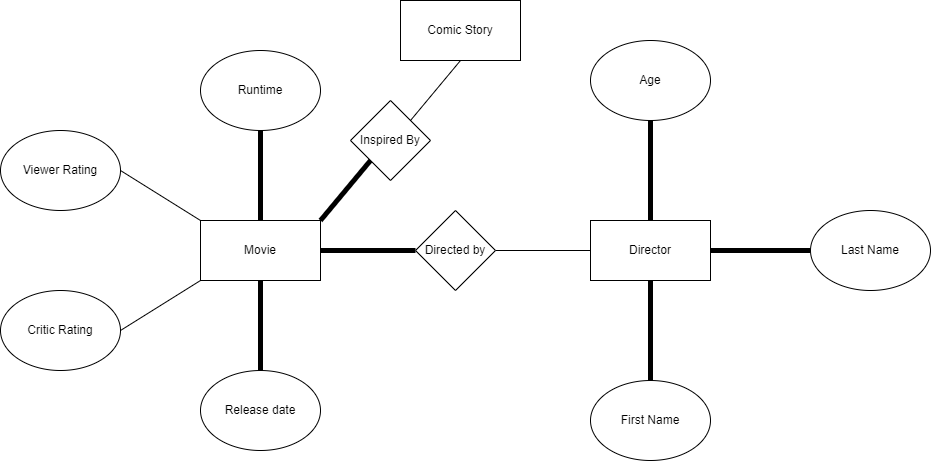 Comic Story
Runtime
Age
Inspired By
Viewer Rating
Movie
Directed by
Director
Last Name
Critic Rating
Release date
First Name